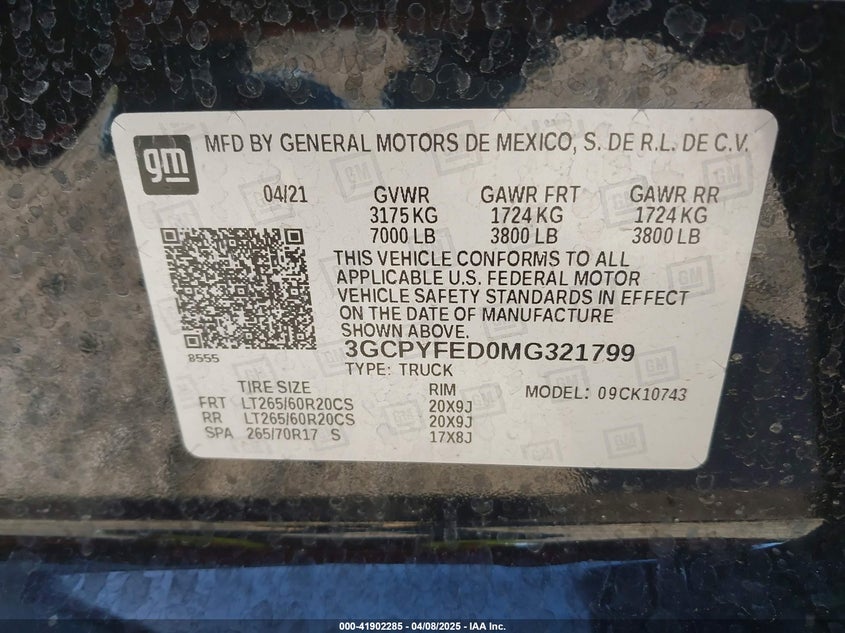 gm MFD BY GENERAL MOTORS DE MEXICO, S. DE R.L. DE C.V.
04/21 GVWR GAWR FRT GAWR RR
3175 KG 1724 KG 1724 KG
7000 LB 3800 LB 3800 LB
THIS VEHICLE CONFORMS TO ALL
APPLICABLE U.S. FEDERAL MOTOR
VEHICLE SAFETY STANDARDS IN EFFECT
ON THE DATE OF MANUFACTURE
SHOWN ABOVE.
8555 3GCPYFED0MG321799
TYPE: TRUCK
TIRE SIZE RIM MODEL: 09CK10743
FRT LT265/60R20CS 20X9J
RR LT265/60R20CS 20X9J
SPA 265/70R17 S 17X8J
000-41902285 - 04/08/2025 - IAA Inc.